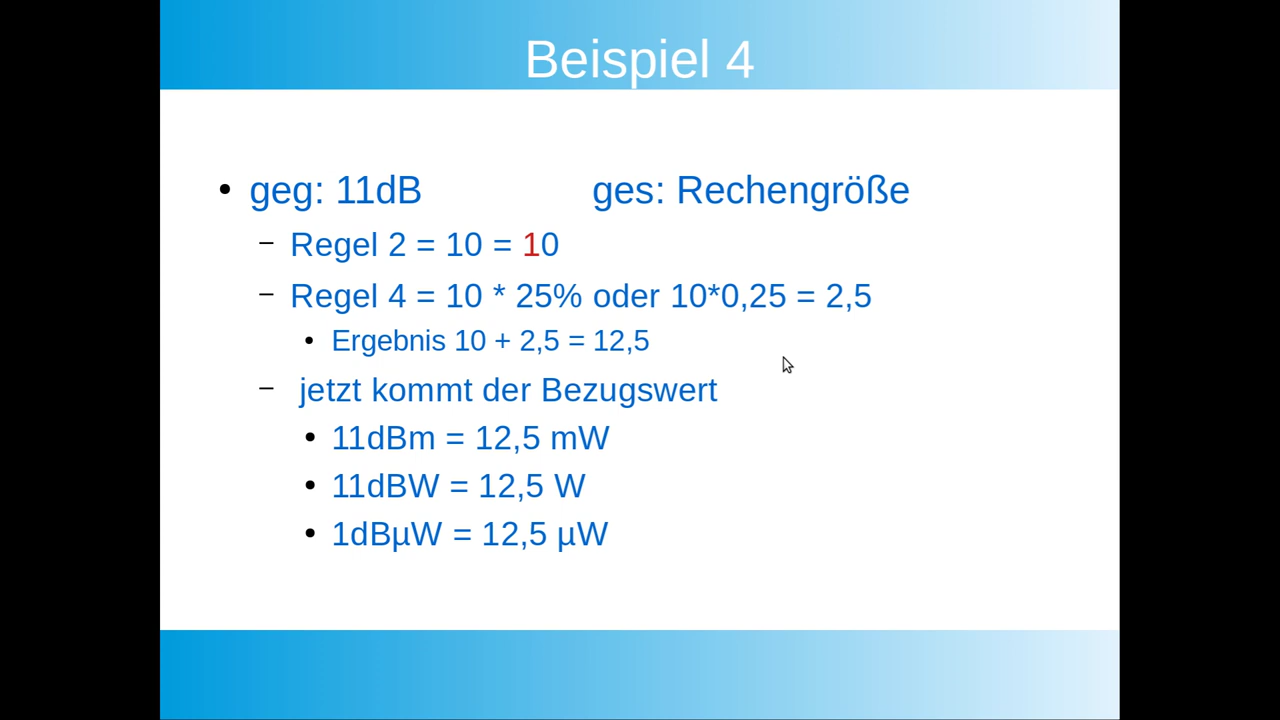 Beispiel 4
geg: 11dB ges: Rechengröße
Regel 2 = 10 = 10
Regel 4 = 10 * 25% oder 10*0,25 = 2,5
Ergebnis 10 + 2,5 = 12,5
jetzt kommt der Bezugswert
11dBm = 12,5 mW
11dBW = 12,5 W
1dBµW = 12,5 µW